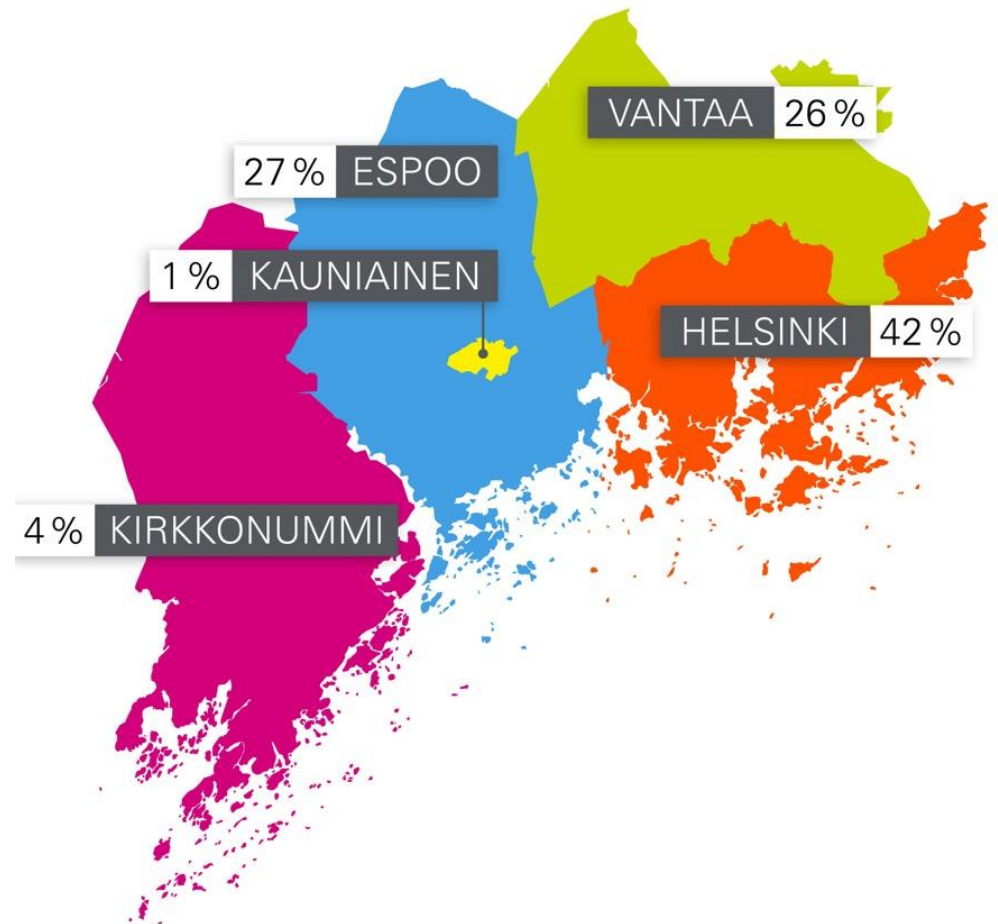 VANTAA 26 %
27 % ESPOO
1 % KAUNIAINEN
HELSINKI 42 %
4 % KIRKKONUMMI